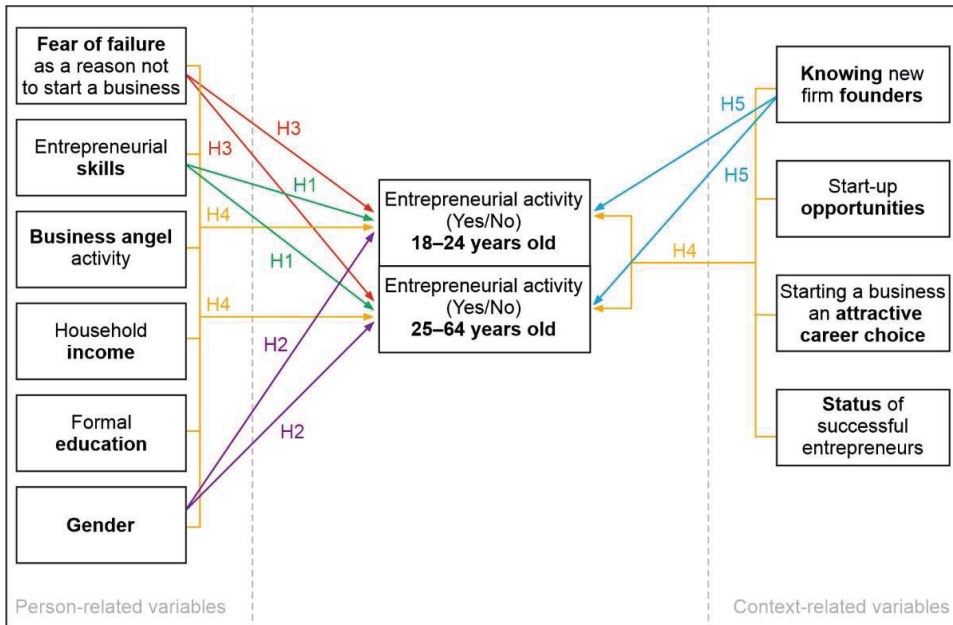 Fear of failure
as a reason not
to start a business
Entrepreneurial
skills
Business angel
activity
Household
income
Formal
education
Gender
Person-related variables
H3
H3
H1
H4
H1
H4
H2
H2
Entrepreneurial activity
(Yes/No)
18–24 years old
Entrepreneurial activity
(Yes/No)
25–64 years old
H5
H5
H4
Knowing new
firm founders
Start-up
opportunities
Starting a business
an attractive
career choice
Status of
successful
entrepreneurs
Context-related variables